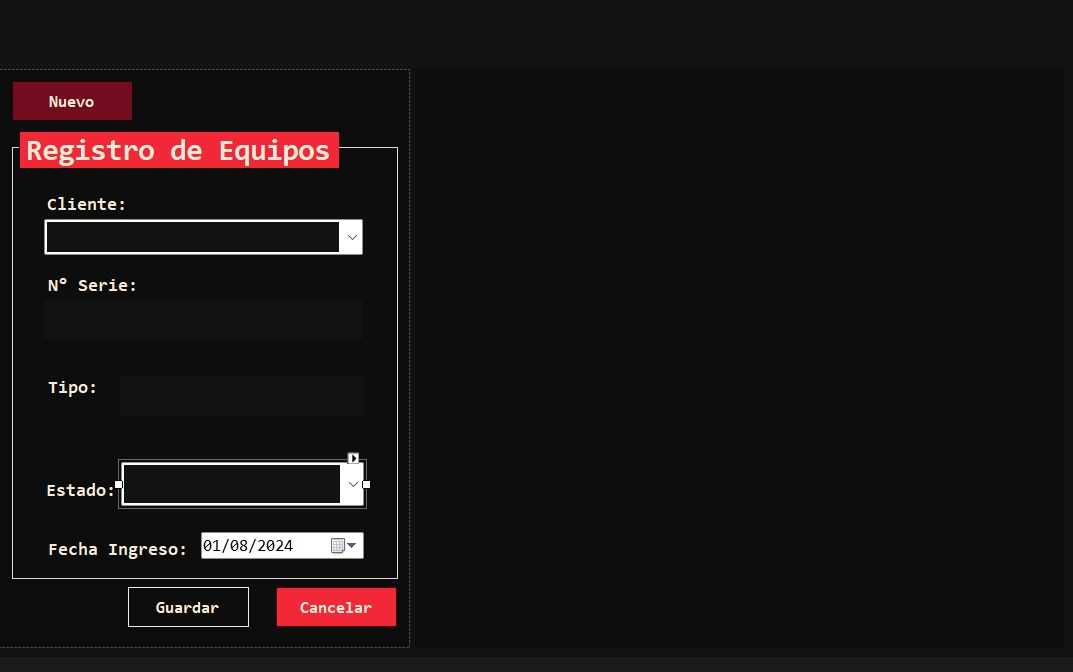 Nuevo
Registro de Equipos
Cliente:
N° Serie:
Tipo:
Estado:
Fecha Ingreso: 01/08/2024
Guardar Cancelar